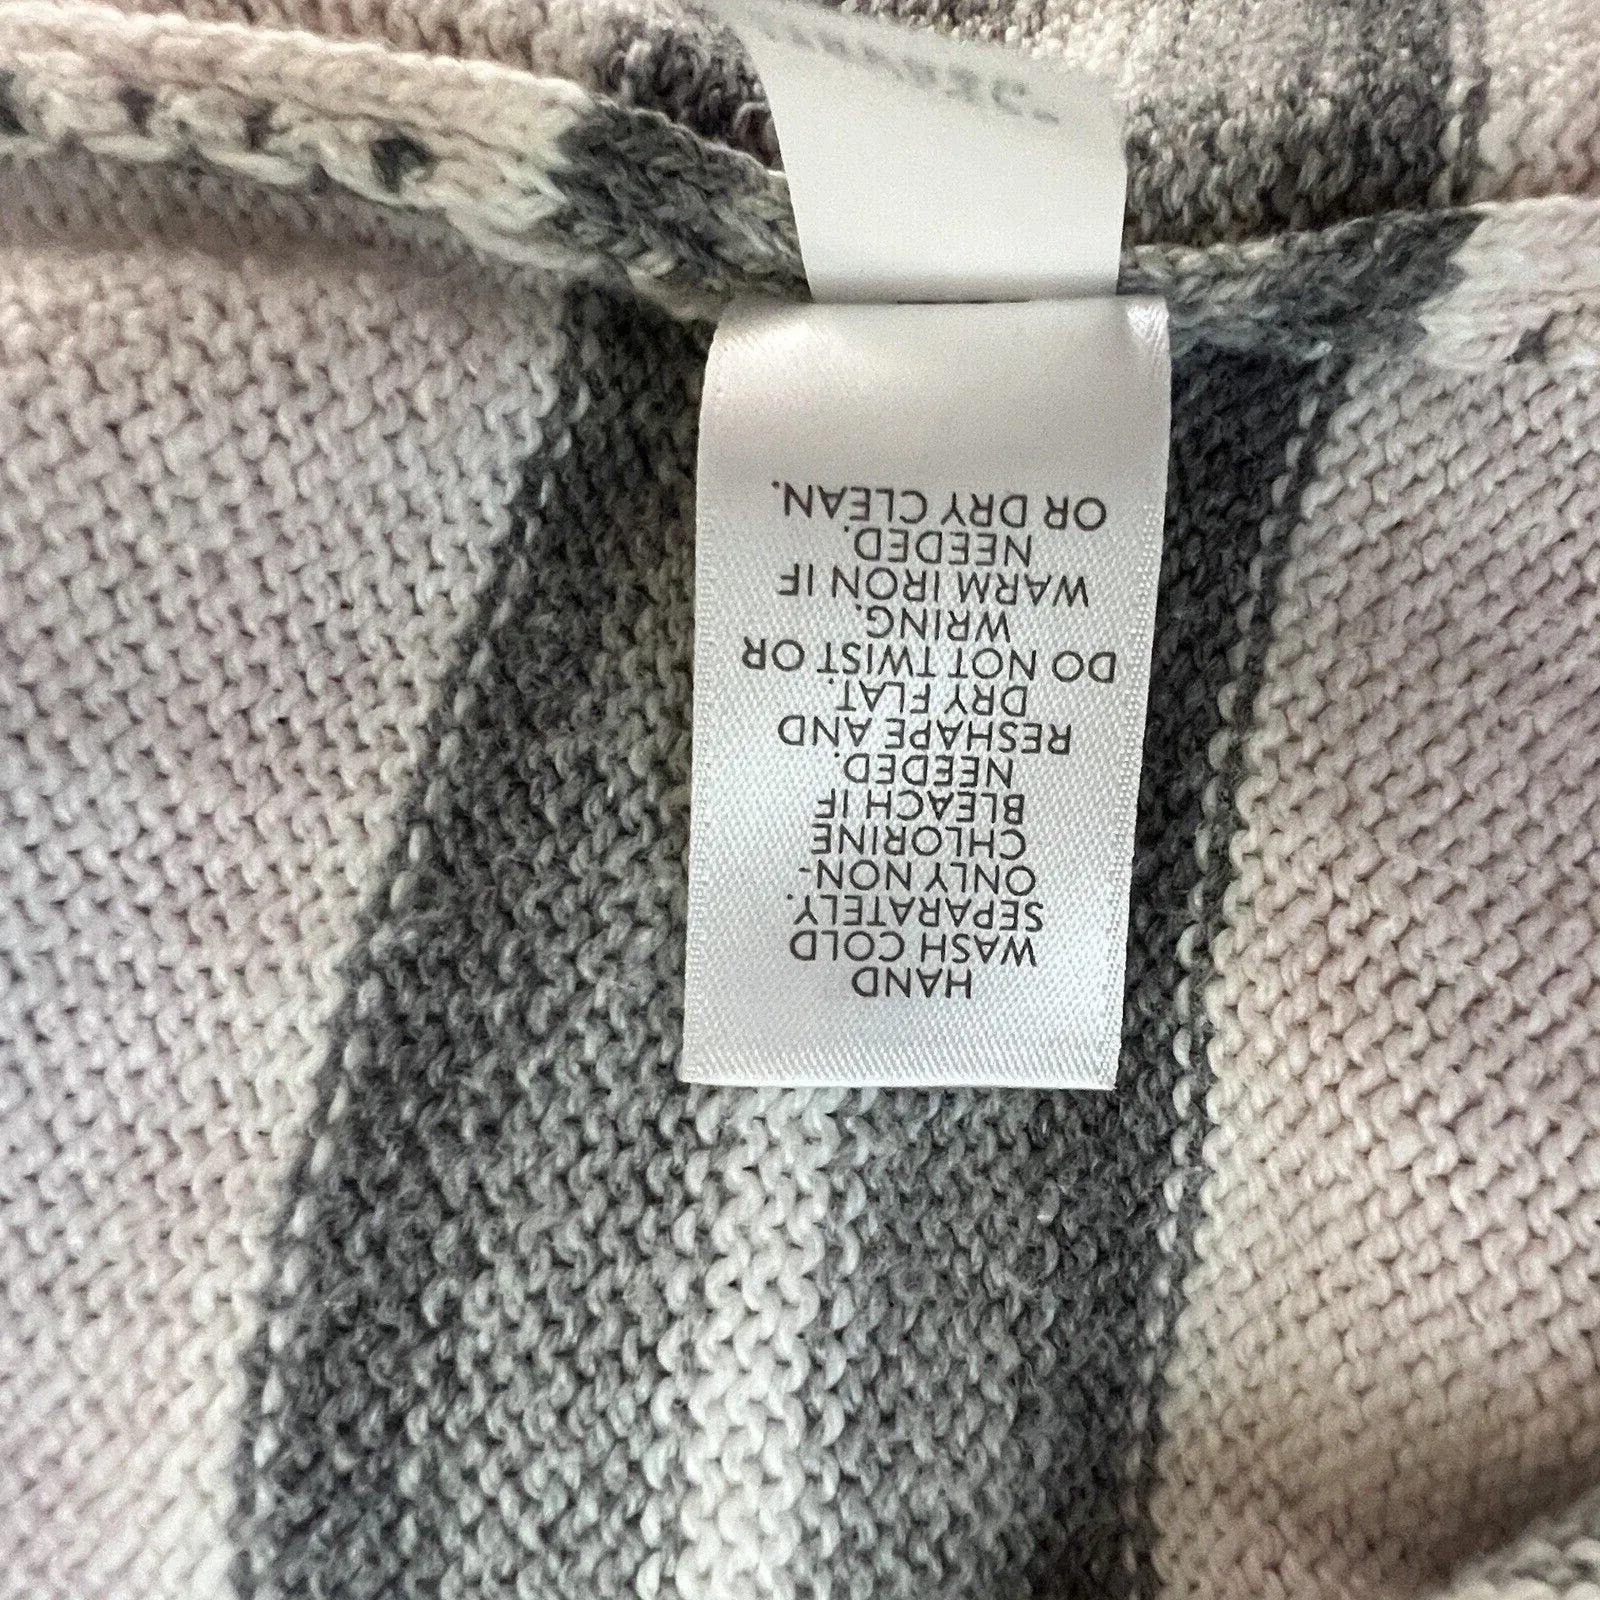 HAND
WASH COLD
SEPARATELY.
ONLY NON-
CHLORINE
BLEACH IF
NEEDED.
RESHAPE AND
DRY FLAT.
DO NOT TWIST OR
WRING.
WARM IRON IF
NEEDED.
OR DRY CLEAN.